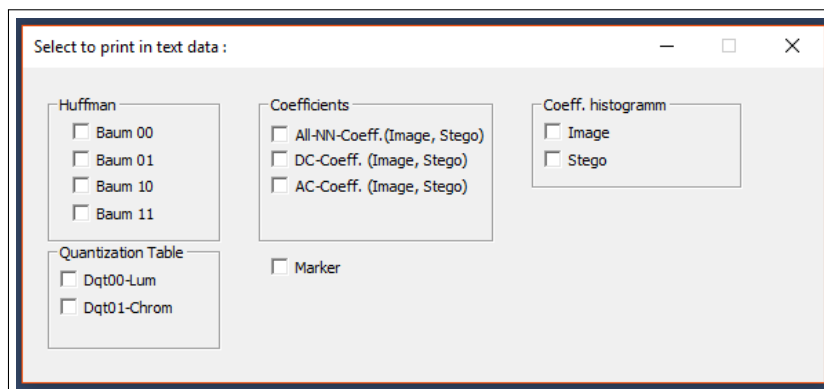 Select to print in text data :
Huffman
Baum 00
Baum 01
Baum 10
Baum 11
Coefficients
All-NN-Coeff.(Image, Stego)
DC-Coeff. (Image, Stego)
AC-Coeff. (Image, Stego)
Coeff. histogramm
Image
Stego
Quantization Table
Dqt00-Lum
Dqt01-Chrom
Marker